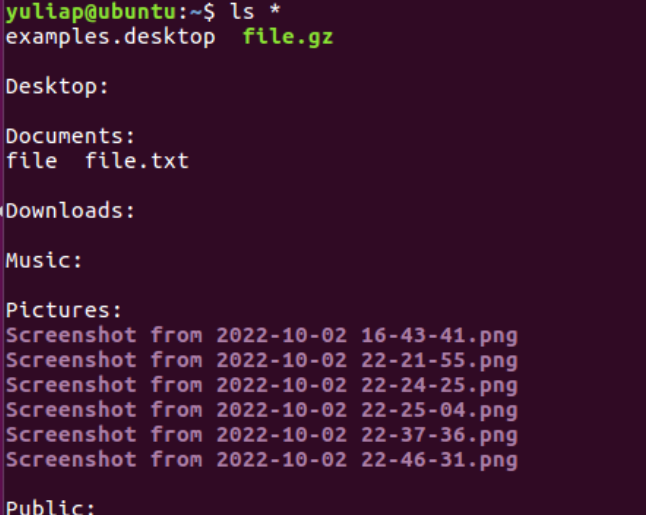 yuliap@ubuntu:~$ ls *
examples.desktop  file.gz
Desktop:
Documents:
file  file.txt
Downloads:
Music:
Pictures:
Screenshot from 2022-10-02 16-43-41.png
Screenshot from 2022-10-02 22-21-55.png
Screenshot from 2022-10-02 22-24-25.png
Screenshot from 2022-10-02 22-25-04.png
Screenshot from 2022-10-02 22-37-36.png
Screenshot from 2022-10-02 22-46-31.png
Public: